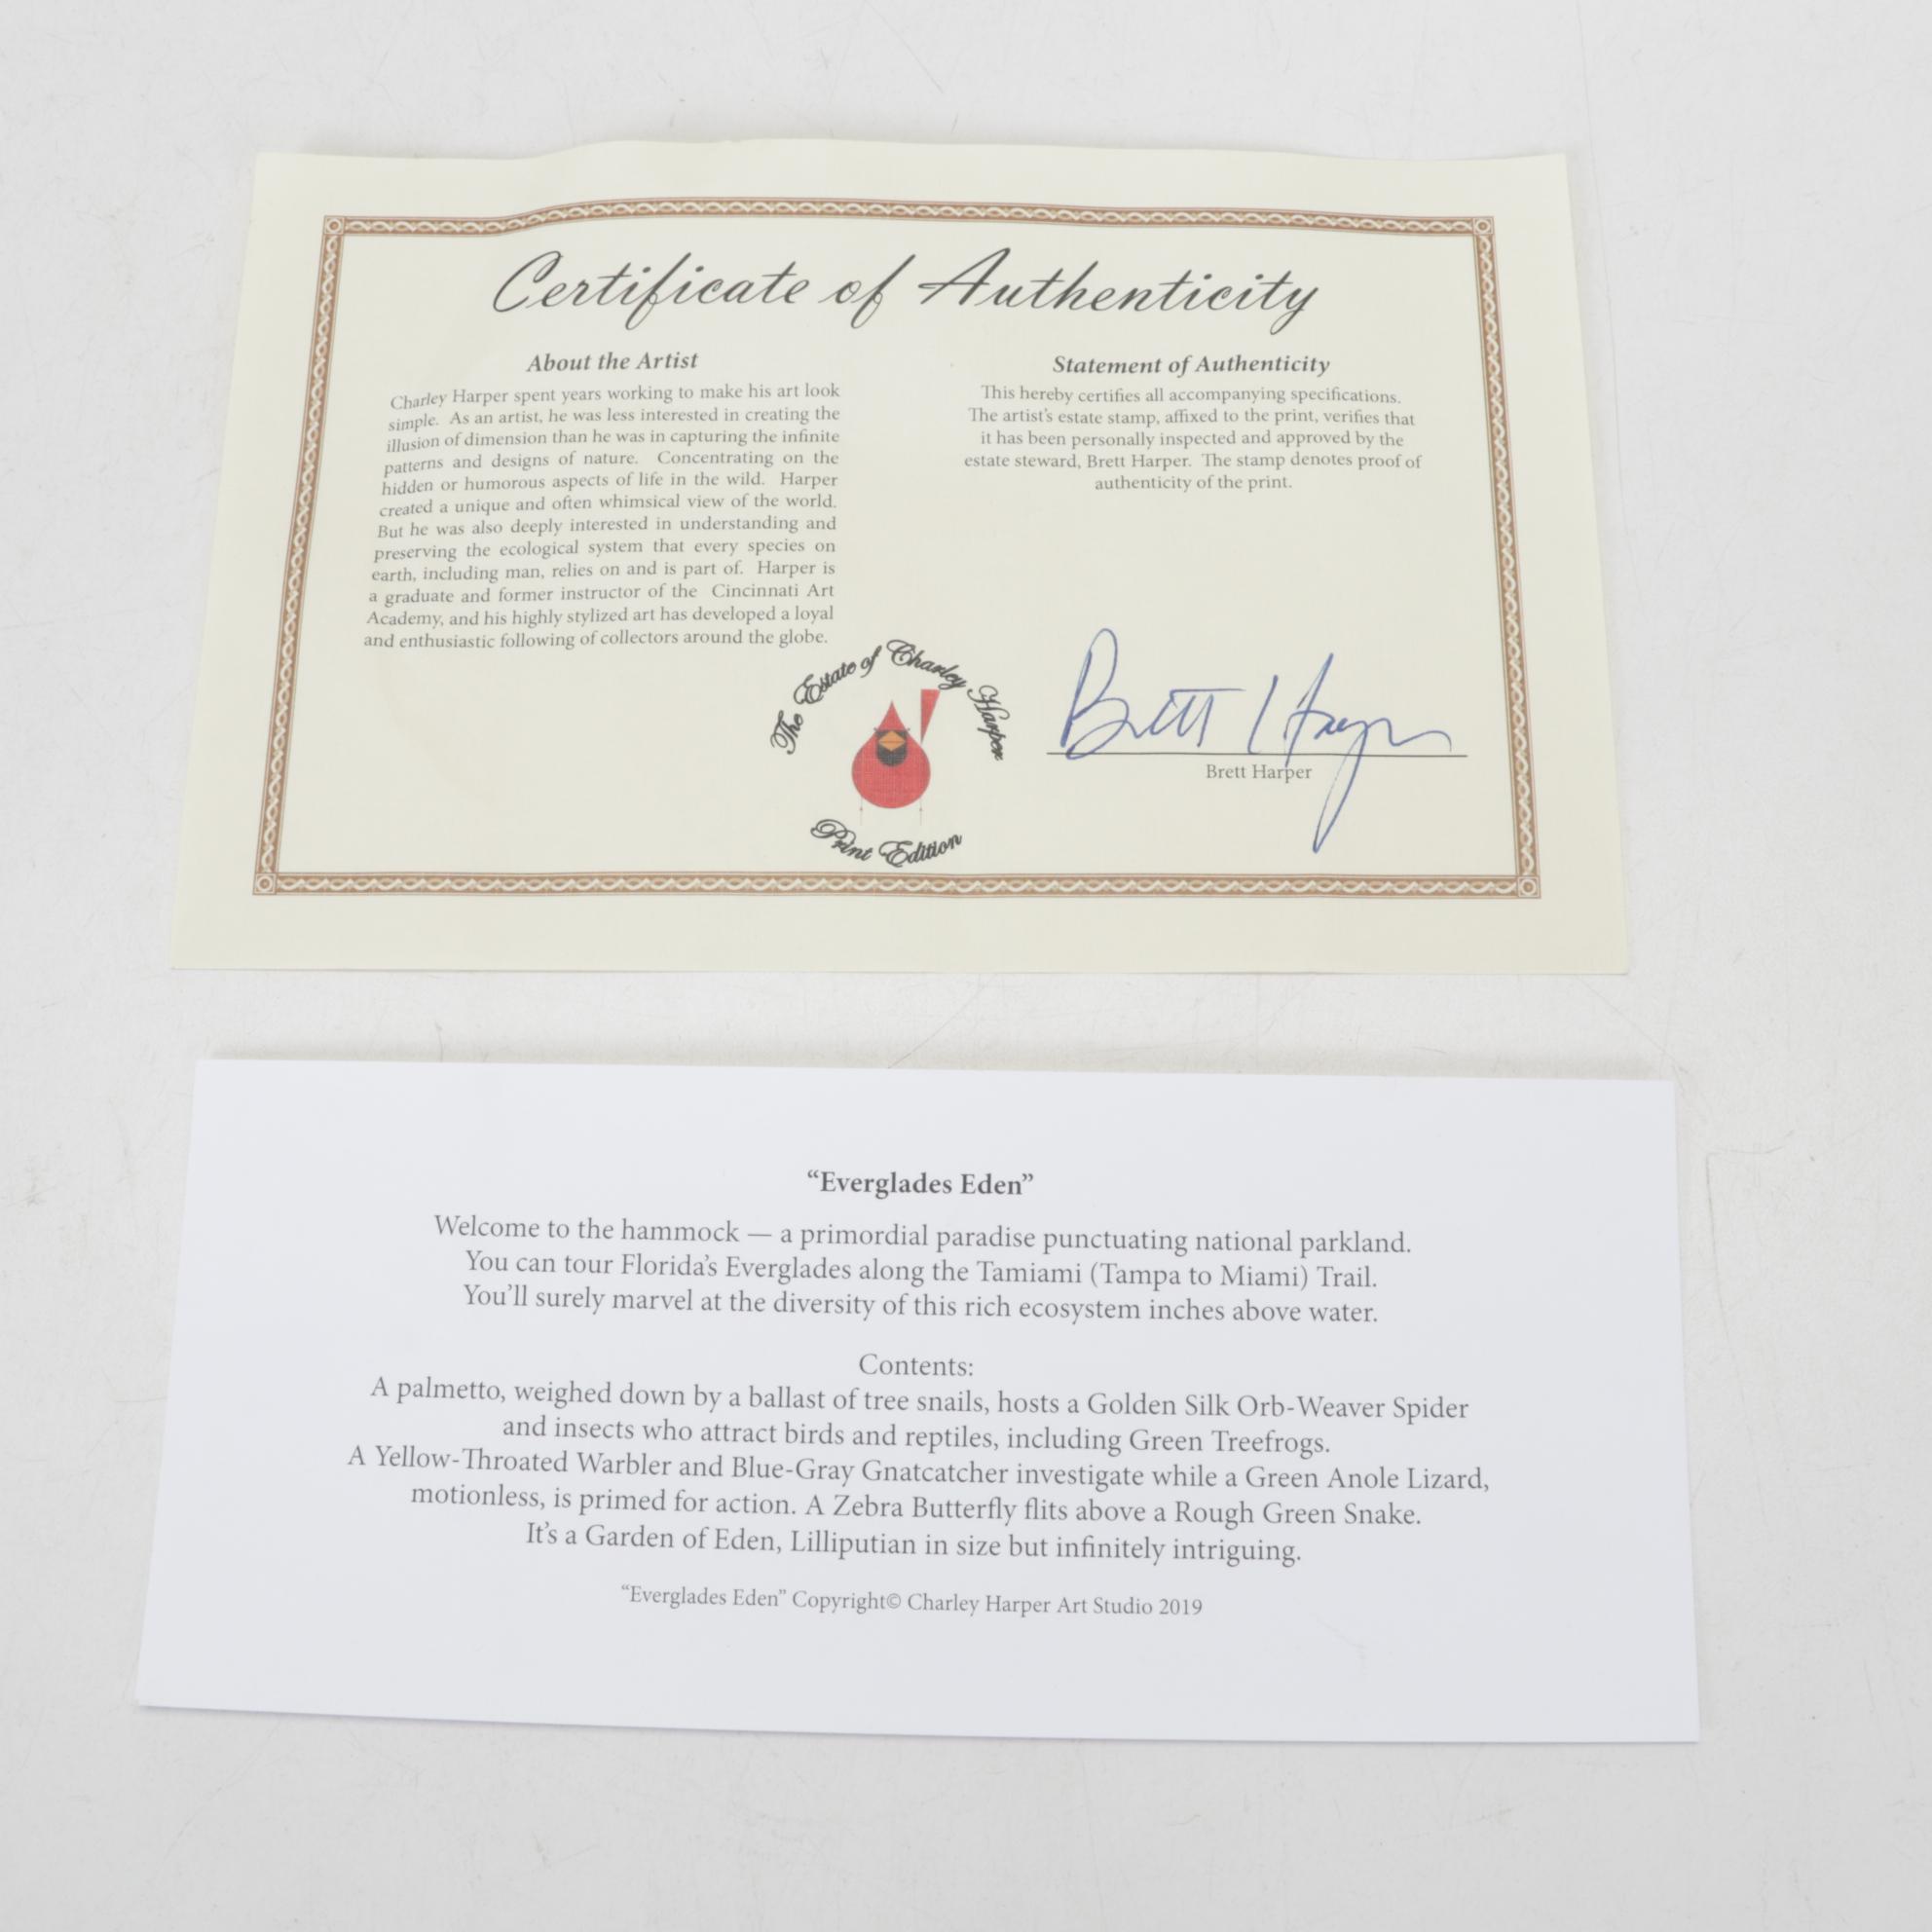 Certificate of Authenticity
About the Artist
Charley Harper spent years working to make his art look
simple. As an artist, he was less interested in creating the
illusion of dimension than he was in capturing the infinite
patterns and designs of nature. Concentrating on the
hidden or humorous aspects of life in the wild. Harper
created a unique and often whimsical view of the world.
But he was also deeply interested in understanding and
preserving the ecological system that every species on
earth, including man, relies on and is part of. Harper is
a graduate and former instructor of the Cincinnati Art
Academy, and his highly stylized art has developed a loyal
and enthusiastic following of collectors around the globe.
Statement of Authenticity
This hereby certifies all accompanying specifications.
The artist's estate stamp, affixed to the print, verifies that
it has been personally inspected and approved by the
estate steward, Brett Harper. The stamp denotes proof of
authenticity of the print.
The Estate of Charley Harper
Print Edition
Brett Harper
Brett Harper
“Everglades Eden”
Welcome to the hammock — a primordial paradise punctuating national parkland.
You can tour Florida’s Everglades along the Tamiami (Tampa to Miami) Trail.
You’ll surely marvel at the diversity of this rich ecosystem inches above water.
Contents:
A palmetto, weighed down by a ballast of tree snails, hosts a Golden Silk Orb-Weaver Spider
and insects who attract birds and reptiles, including Green Treefrogs.
A Yellow-Throated Warbler and Blue-Gray Gnatcatcher investigate while a Green Anole Lizard,
motionless, is primed for action. A Zebra Butterfly flits above a Rough Green Snake.
It’s a Garden of Eden, Lilliputian in size but infinitely intriguing.
“Everglades Eden” Copyright© Charley Harper Art Studio 2019